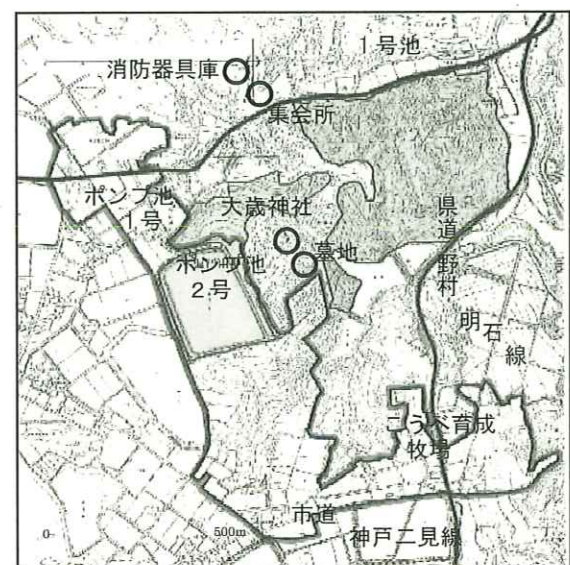 1号池
消防器具庫
集会所
ポンプ池
1号
大歳神社
墓地
ポンプ池
2号
県道 野村
明石線
こうべ育成
牧場
市道
神戸二見線
0
500m